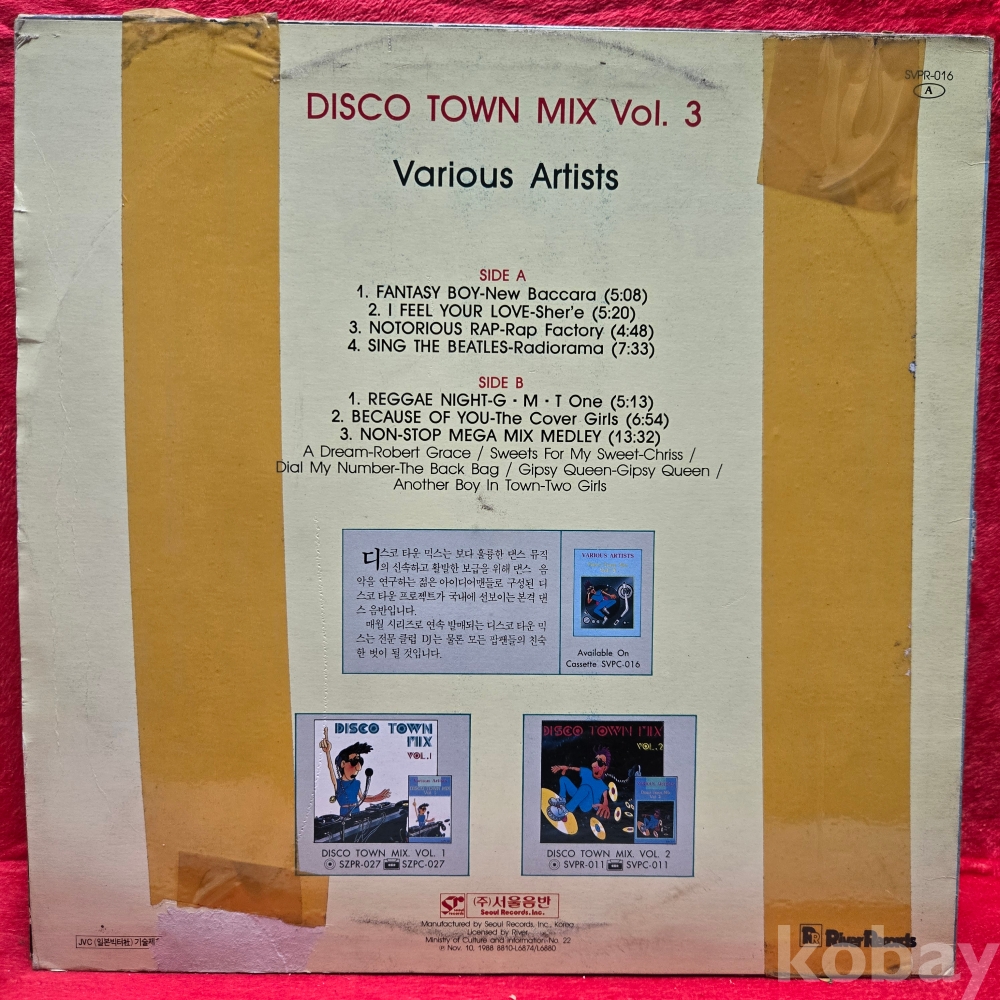 SVPR-016
A
DISCO TOWN MIX Vol. 3
Various Artists
SIDE A
1. FANTASY BOY-New Baccara (5:08)
2. I FEEL YOUR LOVE-Sher'e (5:20)
3. NOTORIOUS RAP-Rap Factory (4:48)
4. SING THE BEATLES-Radiorama (7:33)
SIDE B
1. REGGAE NIGHT-G · M · T One (5:13)
2. BECAUSE OF YOU-The Cover Girls (6:54)
3. NON-STOP MEGA MIX MEDLEY (13:32)
A Dream-Robert Grace / Sweets For My Sweet-Chriss /
Dial My Number-The Back Bag / Gipsy Queen-Gipsy Queen /
Another Boy In Town-Two Girls
디스코 타운 믹스는 보다 훌륭한 댄스 뮤직
의 신속하고 활발한 보급을 위해 댄스 음
악을 연구하는 젊은 아이디어맨들로 구성된 디
스코 타운 프로젝트가 국내에 선보이는 본격 댄
스 음반입니다.
매월 시리즈로 연속 발매되는 디스코 타운 믹
스는 전문 클럽 DJ는 물론 모든 팝팬들의 친숙
한 벗이 될 것입니다.
VARIOUS ARTISTS
Available On
Cassette SVPC-016
DISCO TOWN
MIX
VOL.1
DISCO TOWN MIX. VOL. 1
SZPR-027 SZPC-027
DISCO TOWN MIX
VOL.2
DISCO TOWN MIX. VOL. 2
SVPR-011 SVPC-011
(주)서울음반
Seoul Records, Inc.
Manufactured by Seoul Records, Inc., Korea
Licensed by River.
Ministry of Culture and Information-No. 22
℗ Nov. 10. 1988 8810-L6874/L6880
JVC(일본빅터社) 기술제
River Records
kobay